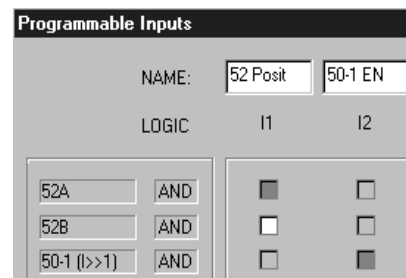 Programmable Inputs
NAME: 52 Posit 50-1 EN
LOGIC I1 I2
52A AND
52B AND
50-1 (I>>1) AND